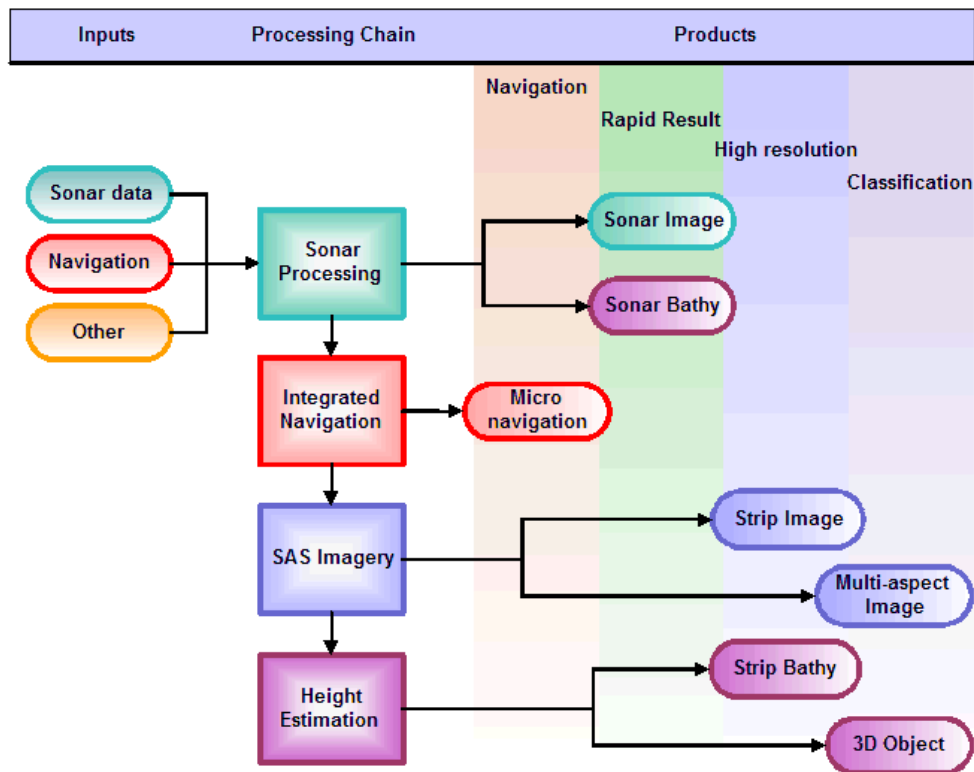 Inputs
Processing Chain
Products
Navigation
Rapid Result
High resolution
Classification
Sonar data
Navigation
Other
Sonar
Processing
Sonar Image
Sonar Bathy
Integrated
Navigation
Micro
navigation
SAS Imagery
Strip Image
Multi-aspect
Image
Height
Estimation
Strip Bathy
3D Object